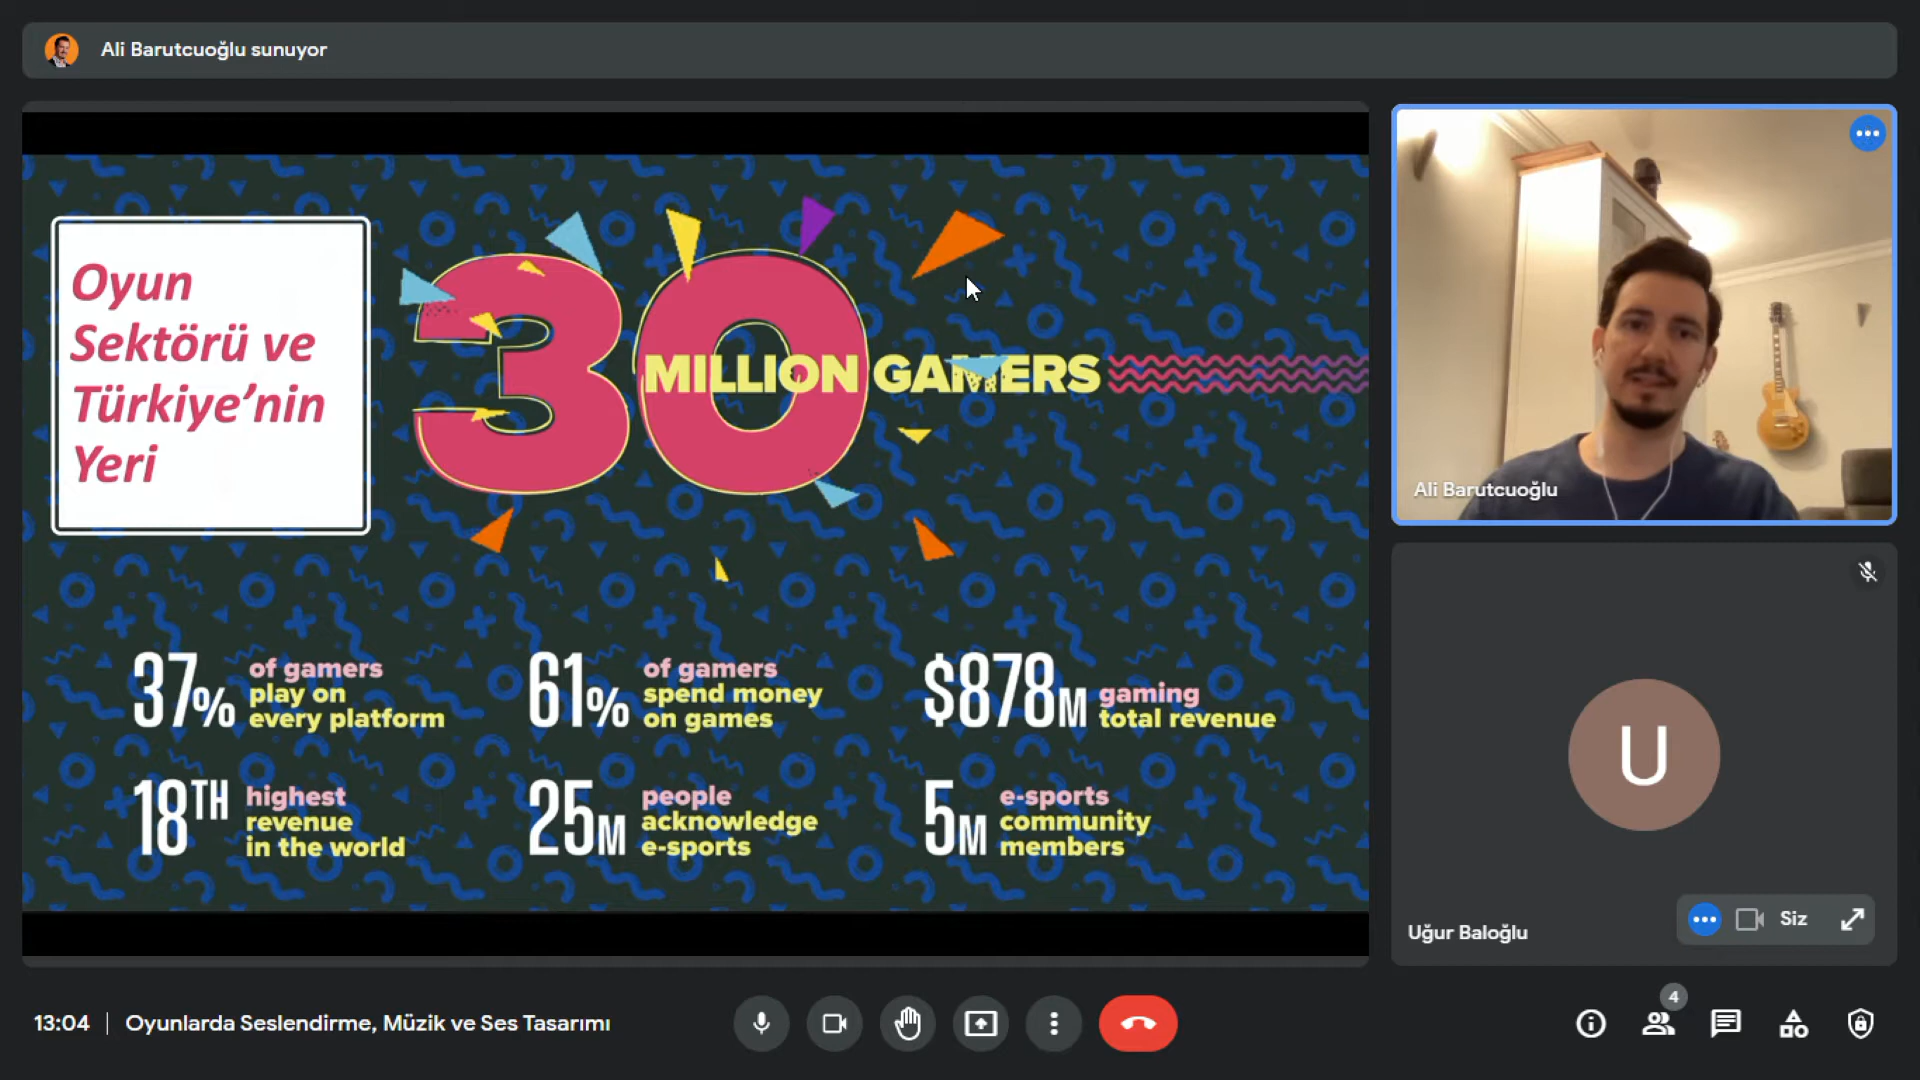 Ali Barutcuoğlu sunuyor
Oyun
Sektörü ve
Türkiye’nin
Yeri
30
MILLION GAMERS
37% of gamers
play on
every platform
61% of gamers
spend money
on games
$878M gaming
total revenue
18TH highest
revenue
in the world
25M people
acknowledge
e-sports
5M e-sports
community
members
Ali Barutcuoğlu
U
Uğur Baloğlu
Siz
13:04 | Oyunlarda Seslendirme, Müzik ve Ses Tasarımı
4